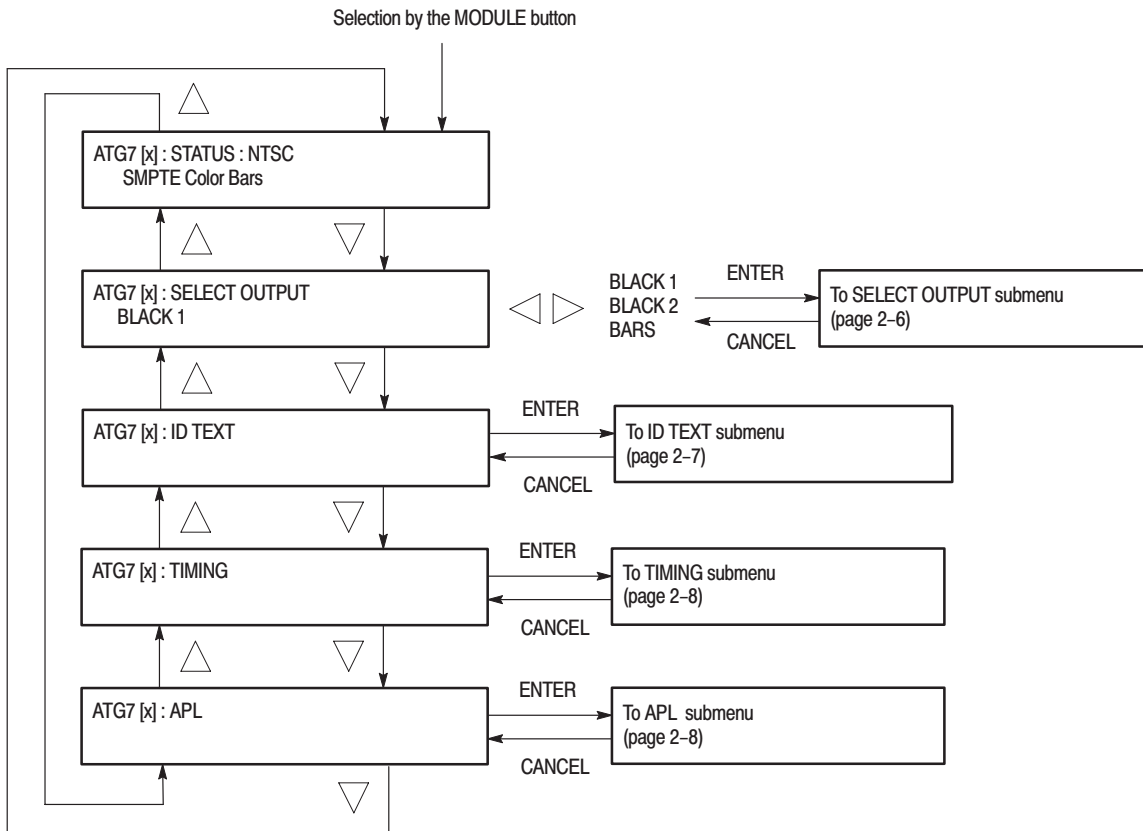 Selection by the MODULE button
ATG7 [x] : STATUS : NTSC
SMPTE Color Bars
ATG7 [x] : SELECT OUTPUT
BLACK 1
BLACK 1
BLACK 2
BARS
ENTER
CANCEL
To SELECT OUTPUT submenu
(page 2–6)
ATG7 [x] : ID TEXT
ENTER
CANCEL
To ID TEXT submenu
(page 2–7)
ATG7 [x] : TIMING
ENTER
CANCEL
To TIMING submenu
(page 2–8)
ATG7 [x] : APL
ENTER
CANCEL
To APL submenu
(page 2–8)